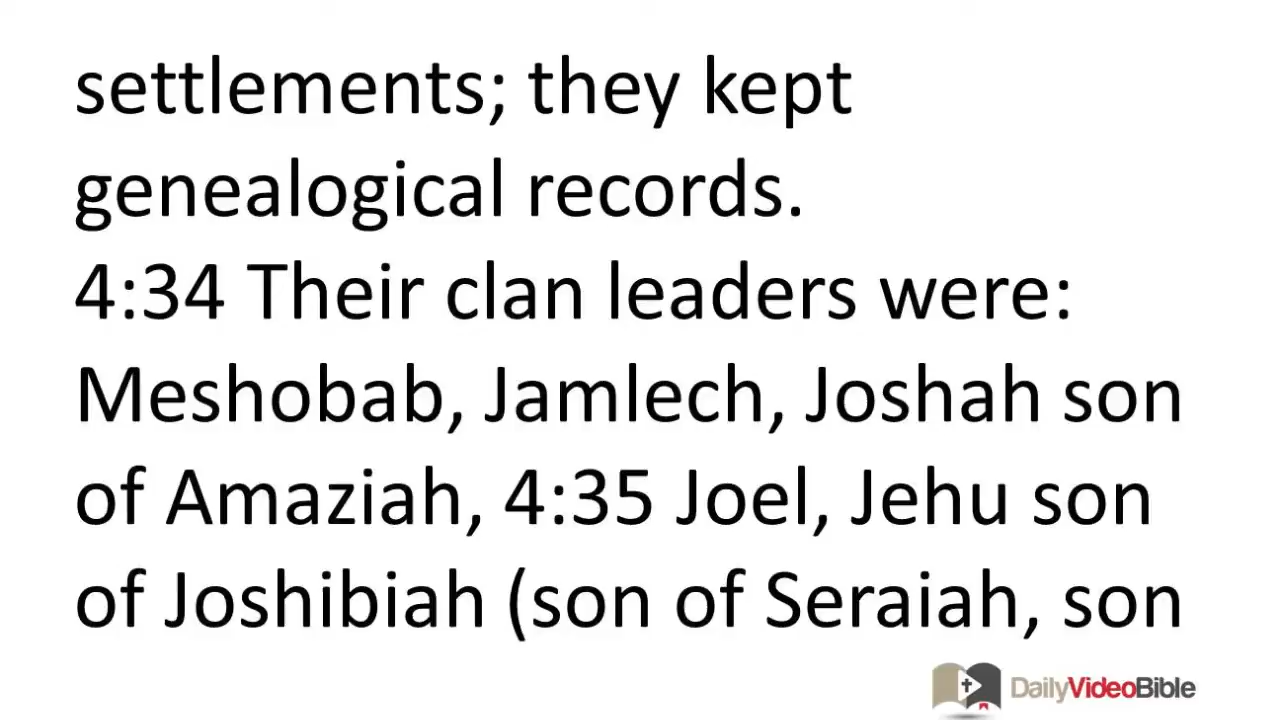 settlements; they kept
genealogical records.
4:34 Their clan leaders were:
Meshobab, Jamlech, Joshah son
of Amaziah, 4:35 Joel, Jehu son
of Joshibiah (son of Seraiah, son
DailyVideoBible